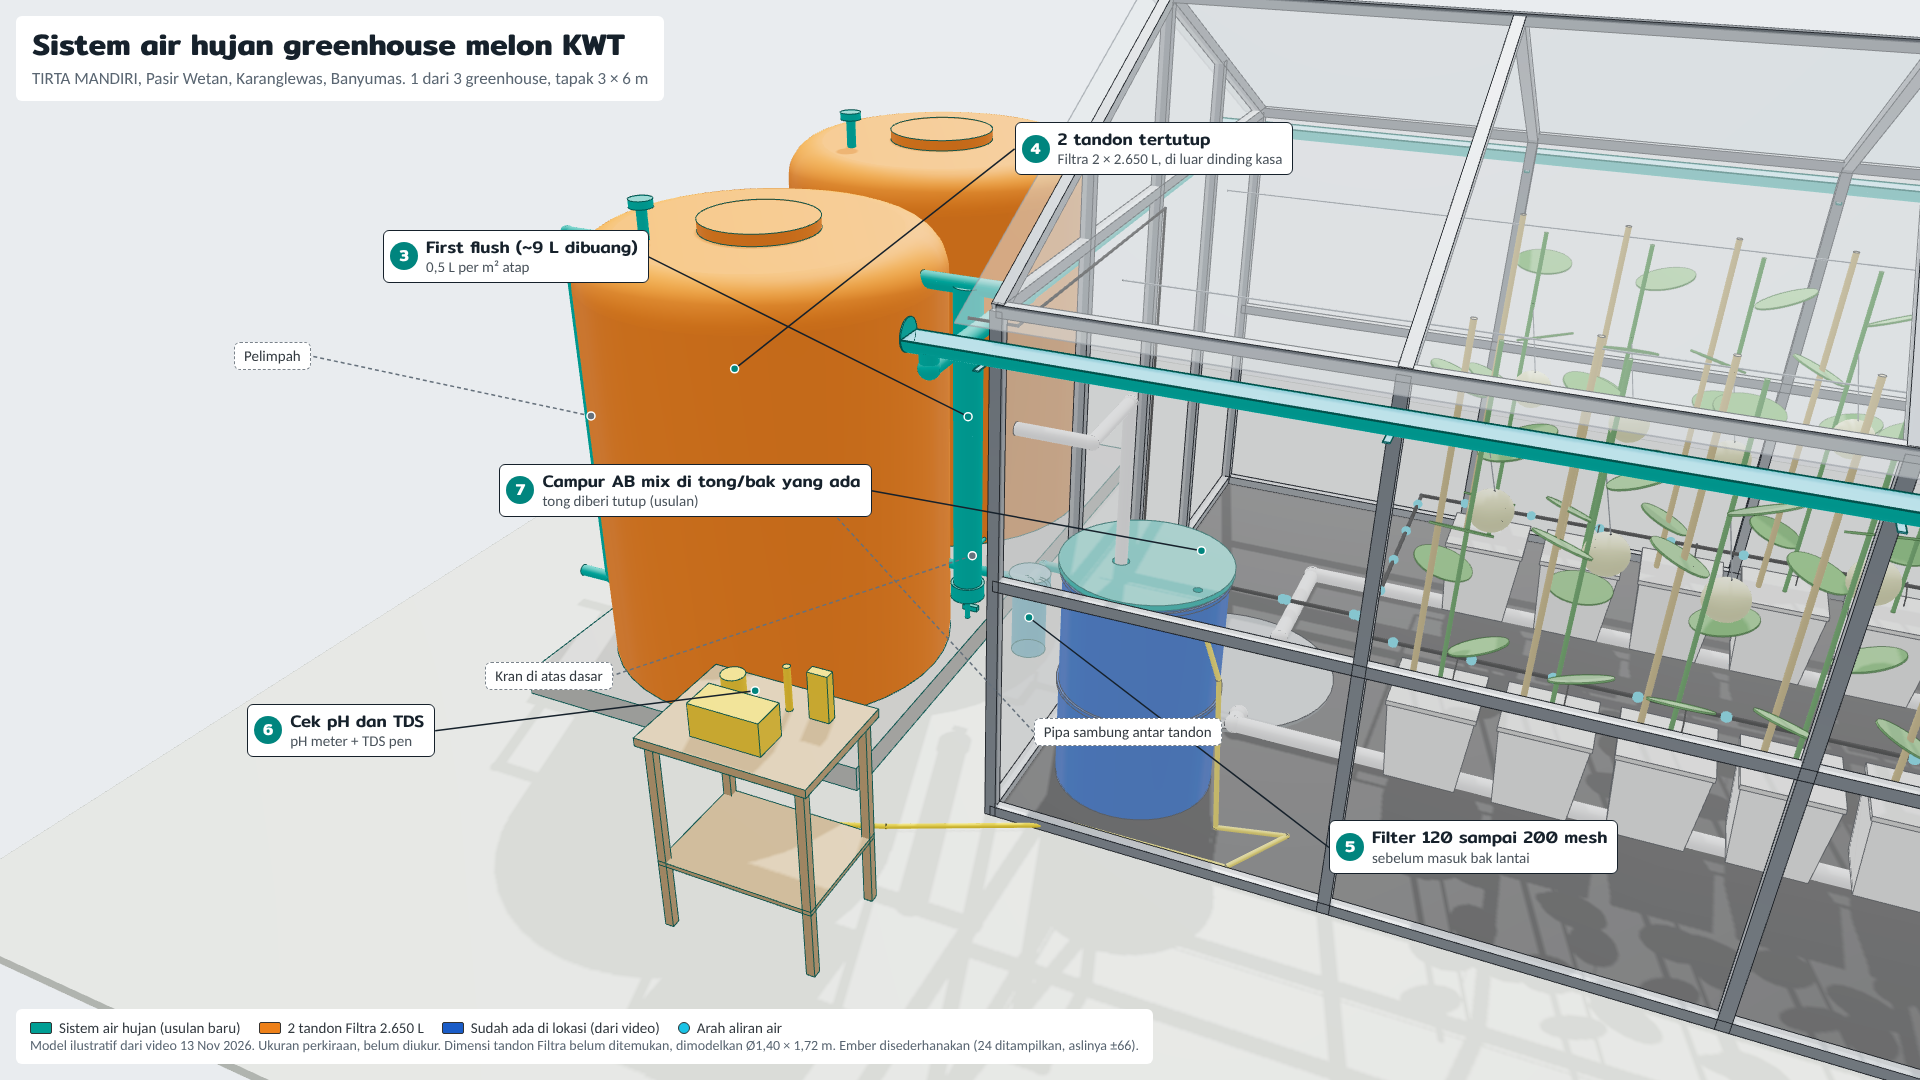 Sistem air hujan greenhouse melon KWT
TIRTA MANDIRI, Pasir Wetan, Karanglewas, Banyumas. 1 dari 3 greenhouse, tapak 3 × 6 m
4
2 tandon tertutup
Filtra 2 × 2.650 L, di luar dinding kasa
3
First flush (~9 L dibuang)
0,5 L per m² atap
Pelimpah
7
Campur AB mix di tong/bak yang ada
tong diberi tutup (usulan)
Kran di atas dasar
6
Cek pH dan TDS
pH meter + TDS pen
Pipa sambung antar tandon
5
Filter 120 sampai 200 mesh
sebelum masuk bak lantai
Sistem air hujan (usulan baru)
2 tandon Filtra 2.650 L
Sudah ada di lokasi (dari video)
Arah aliran air
Model ilustratif dari video 13 Nov 2026. Ukuran perkiraan, belum diukur. Dimensi tandon Filtra belum ditemukan, dimodelkan Ø1,40 × 1,72 m. Ember disederhanakan (24 ditampilkan, aslinya ±66).